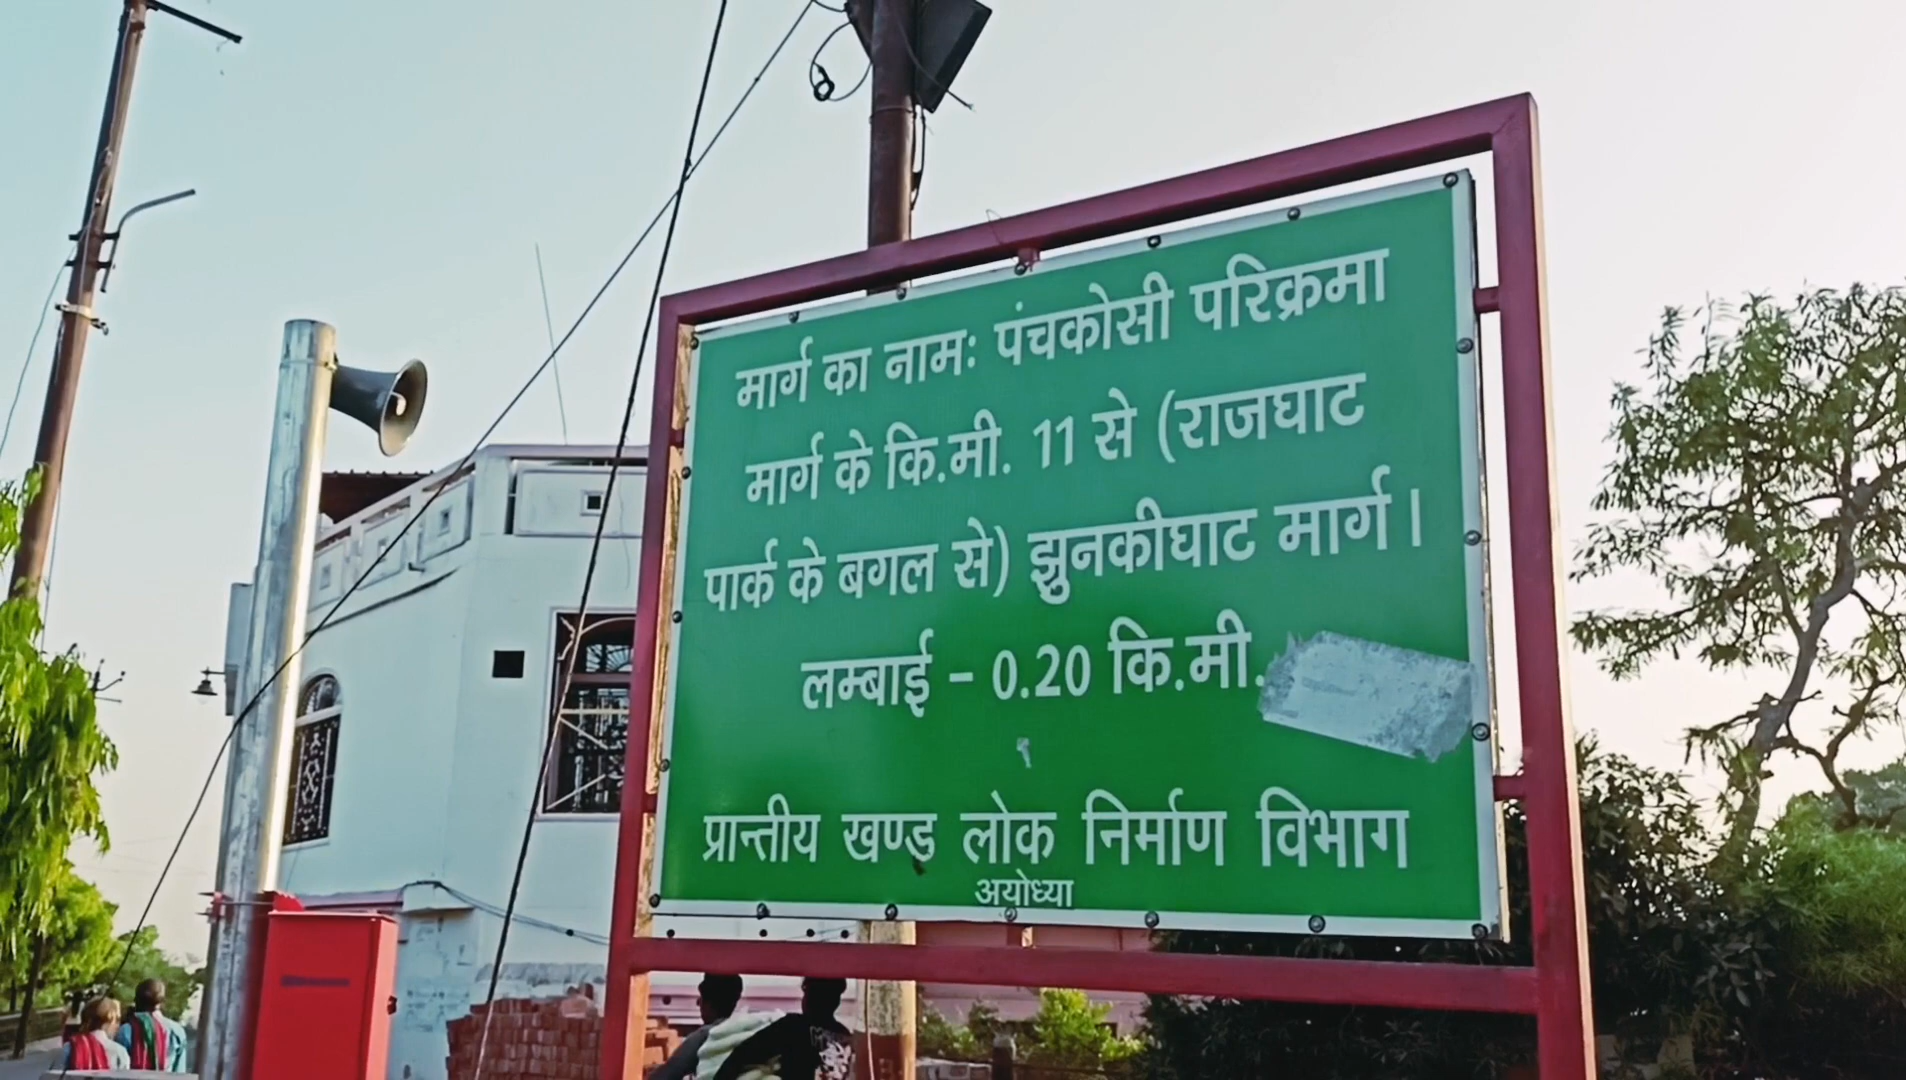 मार्ग का नामः पंचकोसी परिक्रमा
मार्ग के कि.मी. 11 से (राजघाट
पार्क के बगल से) झुनकीघाट मार्ग।
लम्बाई - 0.20 कि.मी.
प्रान्तीय खण्ड लोक निर्माण विभाग
अयोध्या